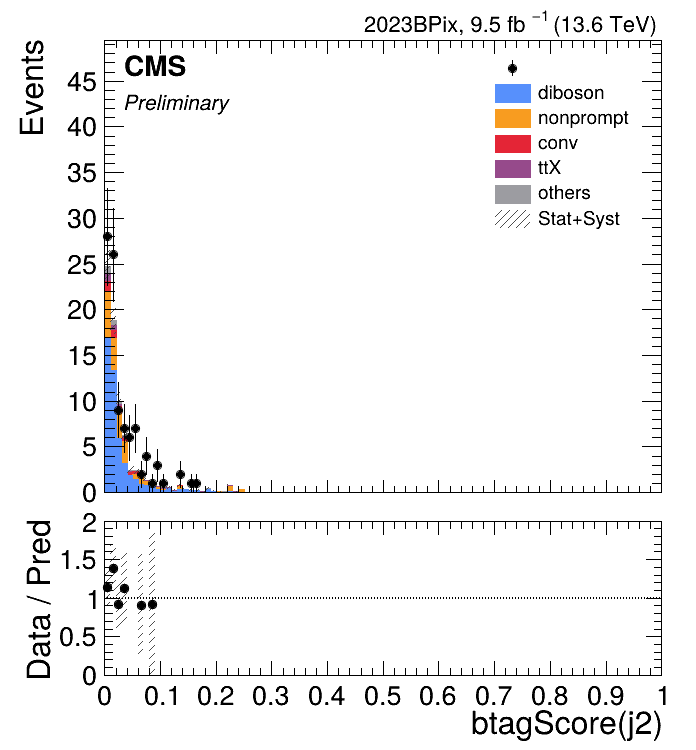 2023BPix, 9.5 fb⁻¹ (13.6 TeV)
CMS
Preliminary
Events
45
40
35
30
25
20
15
10
5
0
diboson
nonprompt
conv
ttX
others
Stat+Syst
Data / Pred
2
1.5
1
0.5
0
0 0.1 0.2 0.3 0.4 0.5 0.6 0.7 0.8 0.9 1
btagScore(j2)